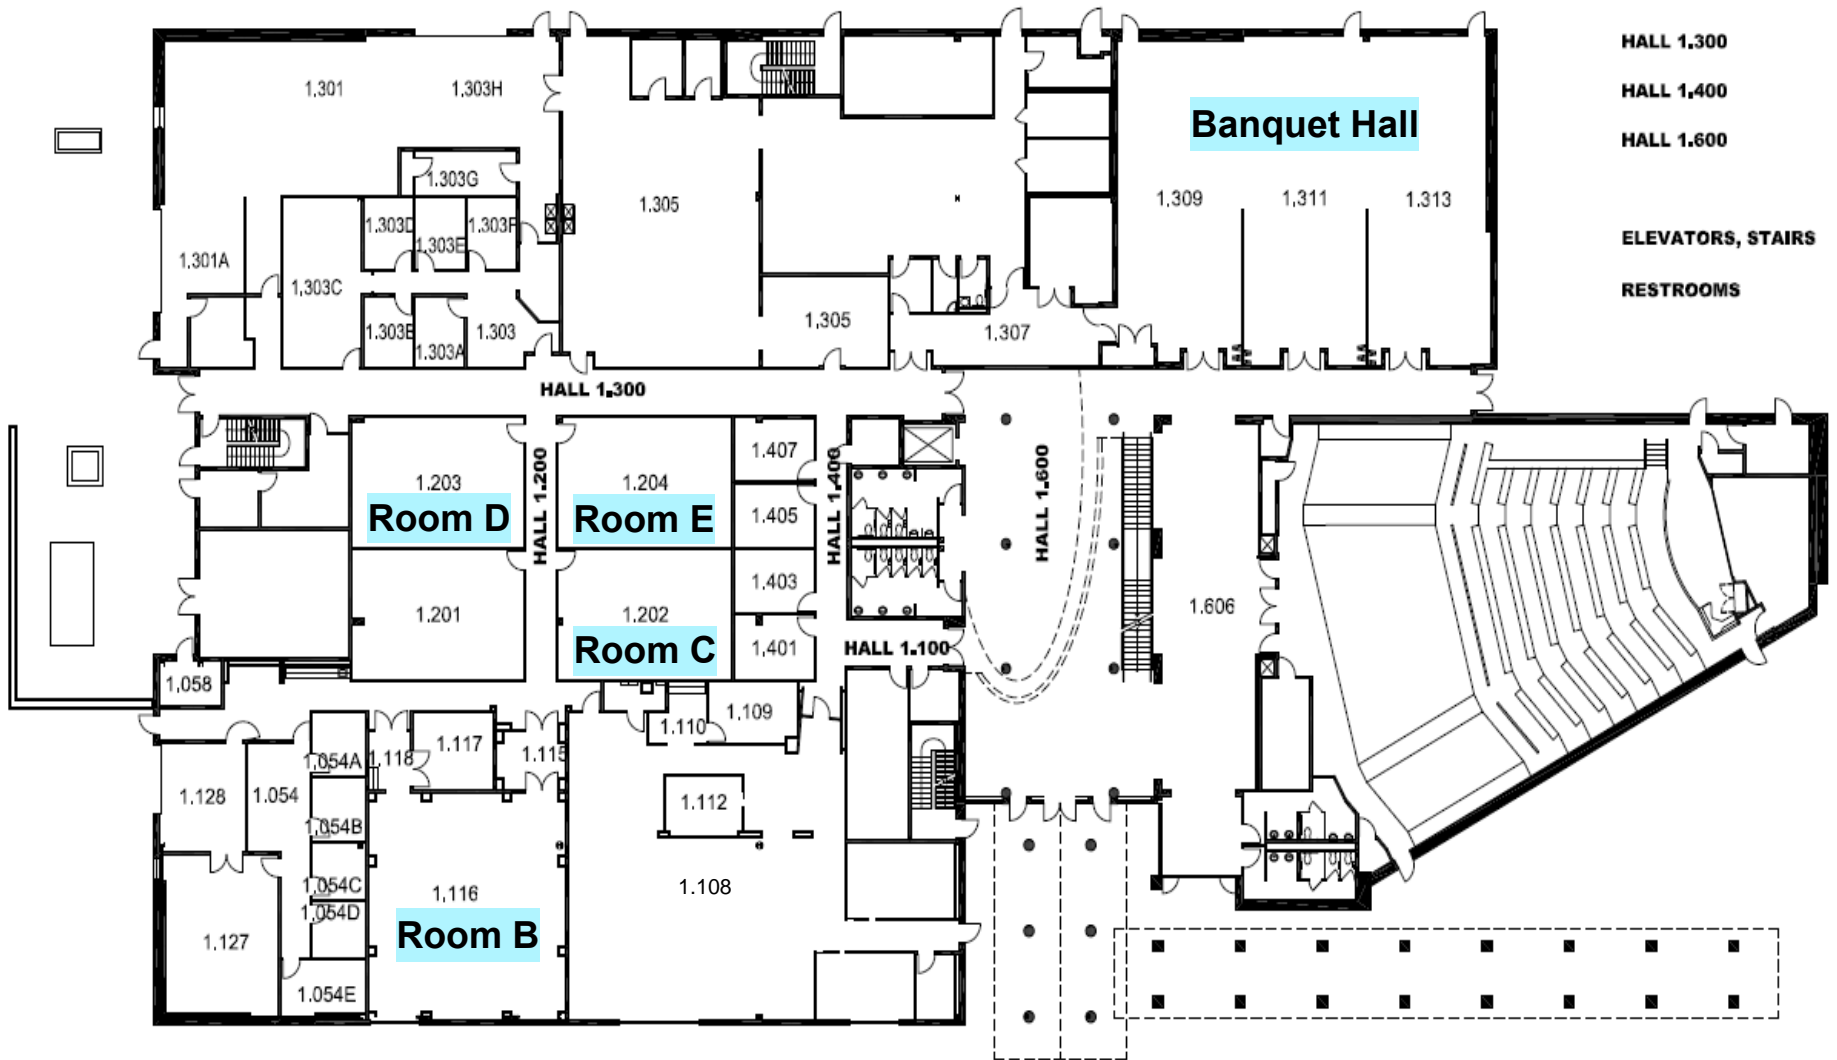 HALL 1.300
HALL 1.400
HALL 1.600
ELEVATORS, STAIRS
RESTROOMS
1.301
1.303H
Banquet Hall
1.303G
1.305
1.309
1.311
1.313
1.303D
1.303E
1.303F
1.301A
1.303C
1.303B
1.303A
1.303
1.305
1.307
HALL 1.300
1.203
Room D
HALL 1.200
1.204
Room E
1.407
1.405
HALL 1.400
HALL 1.600
1.201
1.202
Room C
1.403
1.401
HALL 1.100
1.606
1.058
1.110
1.109
1.118
1.117
1.115
1.054A
1.128
1.054
1.112
1.054B
1.054C
1.116
1.108
1.054D
Room B
1.127
1.054E